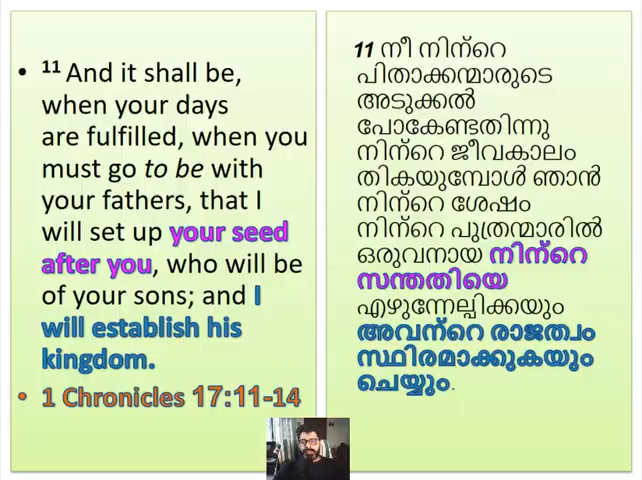 • 11 And it shall be,
when your days
are fulfilled, when you
must go to be with
your fathers, that I
will set up your seed
after you, who will be
of your sons; and I
will establish his
kingdom.
• 1 Chronicles 17:11-14
11 നീ നിന്റെ
പിതാക്കന്മാരുടെ
അടുക്കൽ
പോകേണ്ടതിന്നു
നിന്റെ ജീവകാലം
തികയുമ്പോൾ ഞാൻ
നിന്റെ ശേഷം
നിന്റെ പുത്രന്മാരിൽ
ഒരുവനായ നിന്റെ
സന്തതിയെ
എഴുന്നേല്പിക്കയും
അവന്റെ രാജത്വം
സ്ഥിരമാക്കുകയും
ചെയ്യും.